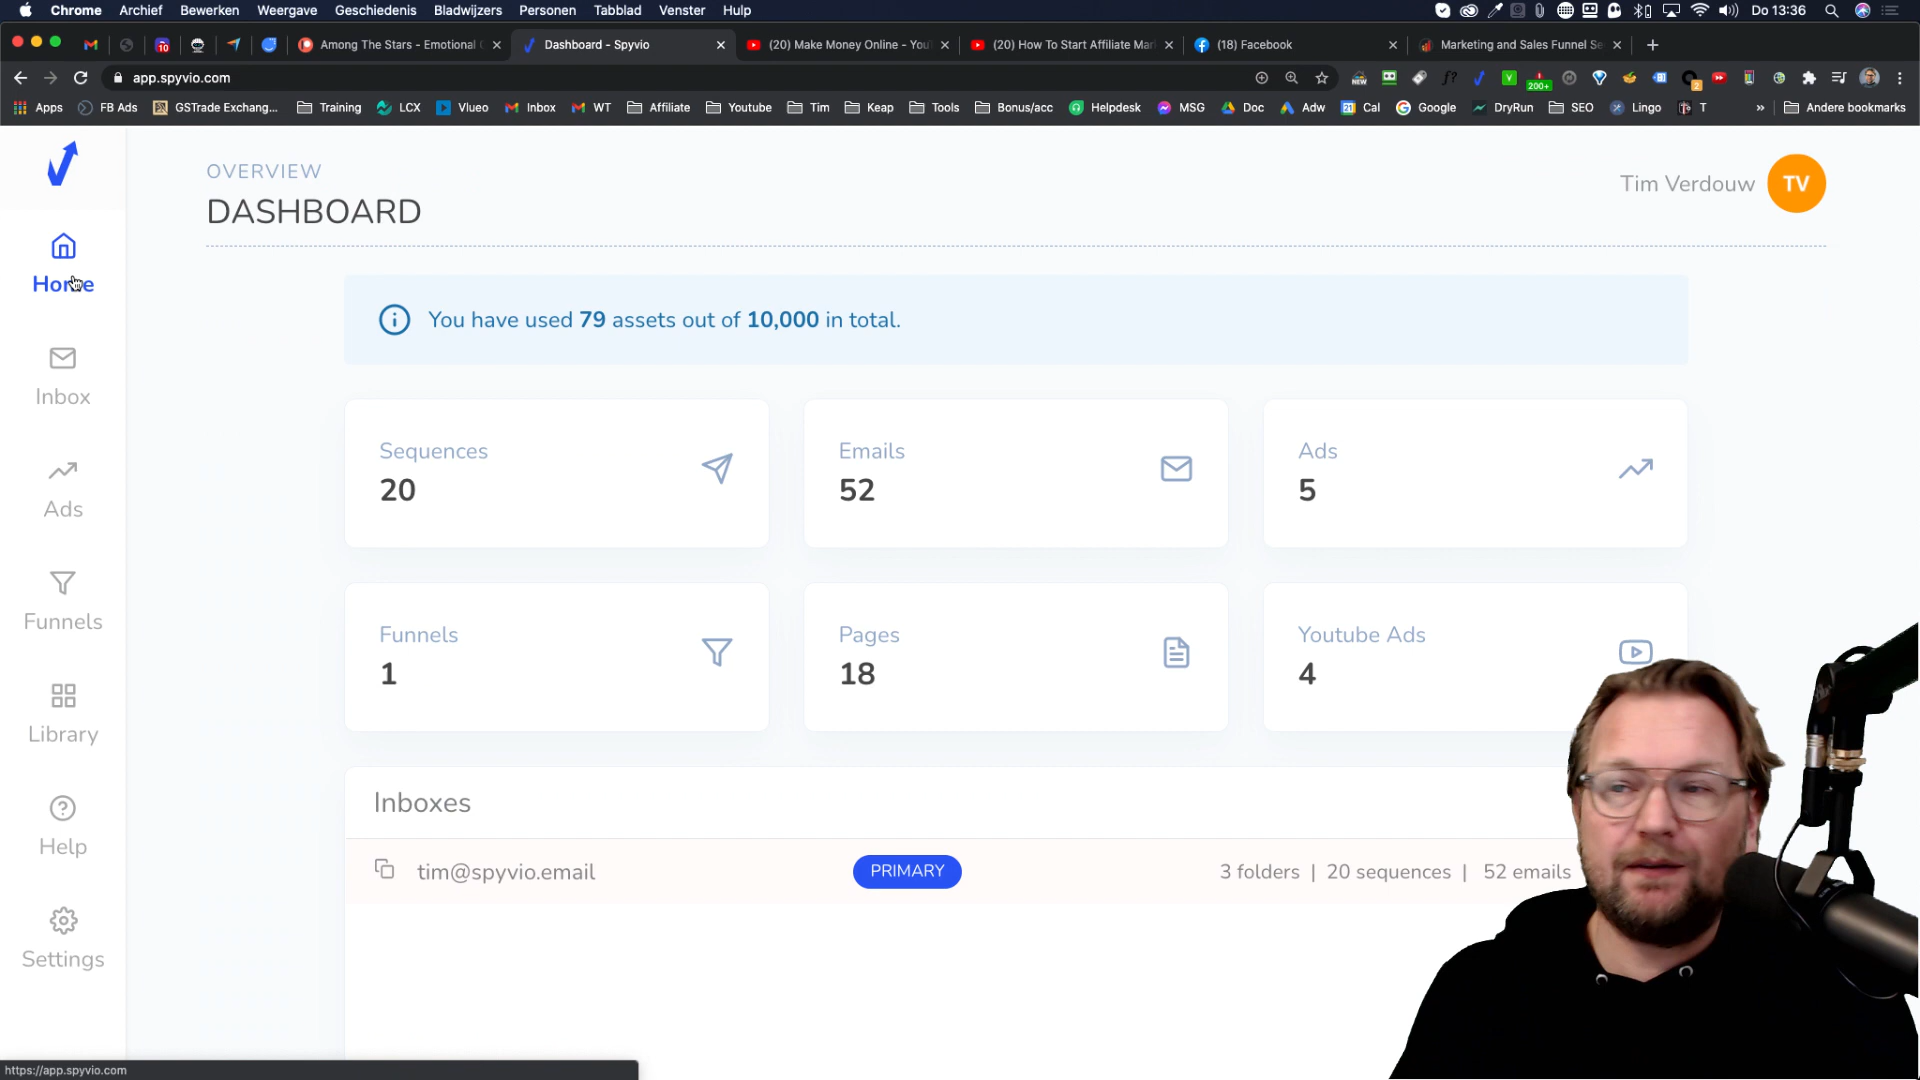 Chrome Archief Bewerken Weergave Geschiedenis Bladwijzers Personen Tabblad Venster Hulp Do 13:36
10 Among The Stars - Emotional Dashboard - Spyvio (20) Make Money Online - You (20) How To Start Affiliate Mar (18) Facebook Marketing and Sales Funnel Se
app.spyvio.com NEW f? V 200+ 2
Apps FB Ads GSTrade Exchang... Training LCX Vlueo Inbox WT Affiliate Youtube Tim Keap Tools Bonus/acc Helpdesk MSG Doc Adw 21 Cal Google DryRun SEO Lingo T » Andere bookmarks
OVERVIEW
DASHBOARD
Tim Verdouw TV
Home
Inbox
Ads
Funnels
Library
Help
Settings
You have used 79 assets out of 10,000 in total.
Sequences
20
Emails
52
Ads
5
Funnels
1
Pages
18
Youtube Ads
4
Inboxes
tim@spyvio.email PRIMARY 3 folders | 20 sequences | 52 emails
https://app.spyvio.com